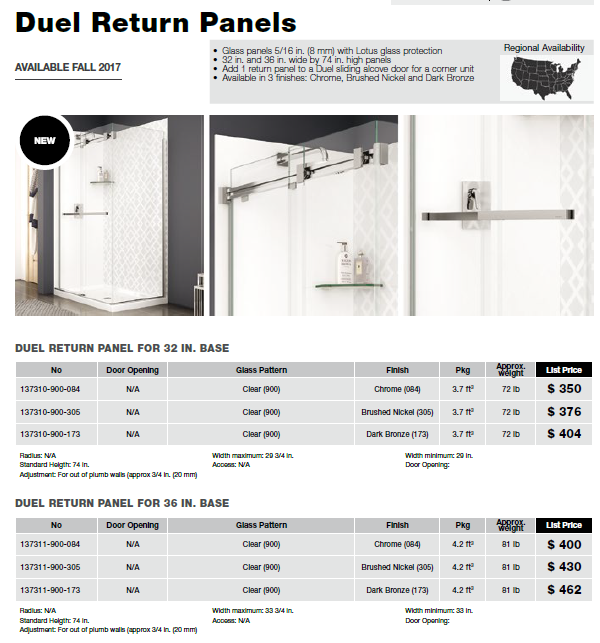 Duel Return Panels
AVAILABLE FALL 2017
• Glass panels 5/16 in. (8 mm) with Lotus glass protection
• 32 in. and 36 in. wide by 74 in. high panels
• Add 1 return panel to a Duel sliding alcove door for a corner unit
• Available in 3 finishes: Chrome, Brushed Nickel and Dark Bronze
Regional Availability
NEW
DUEL RETURN PANEL FOR 32 IN. BASE
No Door Opening Glass Pattern Finish Pkg Approx. weight List Price
137310-900-084 N/A Clear (900) Chrome (084) 3.7 ft³ 72 lb $ 350
137310-900-305 N/A Clear (900) Brushed Nickel (305) 3.7 ft³ 72 lb $ 376
137310-900-173 N/A Clear (900) Dark Bronze (173) 3.7 ft³ 72 lb $ 404
Radius: N/A Width maximum: 29 3/4 in. Width minimum: 29 in.
Standard Heigth: 74 in. Access: N/A Door Opening:
Adjustment: For out of plumb walls (approx 3/4 in. (20 mm)
DUEL RETURN PANEL FOR 36 IN. BASE
No Door Opening Glass Pattern Finish Pkg Approx. weight List Price
137311-900-084 N/A Clear (900) Chrome (084) 4.2 ft³ 81 lb $ 400
137311-900-305 N/A Clear (900) Brushed Nickel (305) 4.2 ft³ 81 lb $ 430
137311-900-173 N/A Clear (900) Dark Bronze (173) 4.2 ft³ 81 lb $ 462
Radius: N/A Width maximum: 33 3/4 in. Width minimum: 33 in.
Standard Heigth: 74 in. Access: N/A Door Opening:
Adjustment: For out of plumb walls (approx 3/4 in. (20 mm)